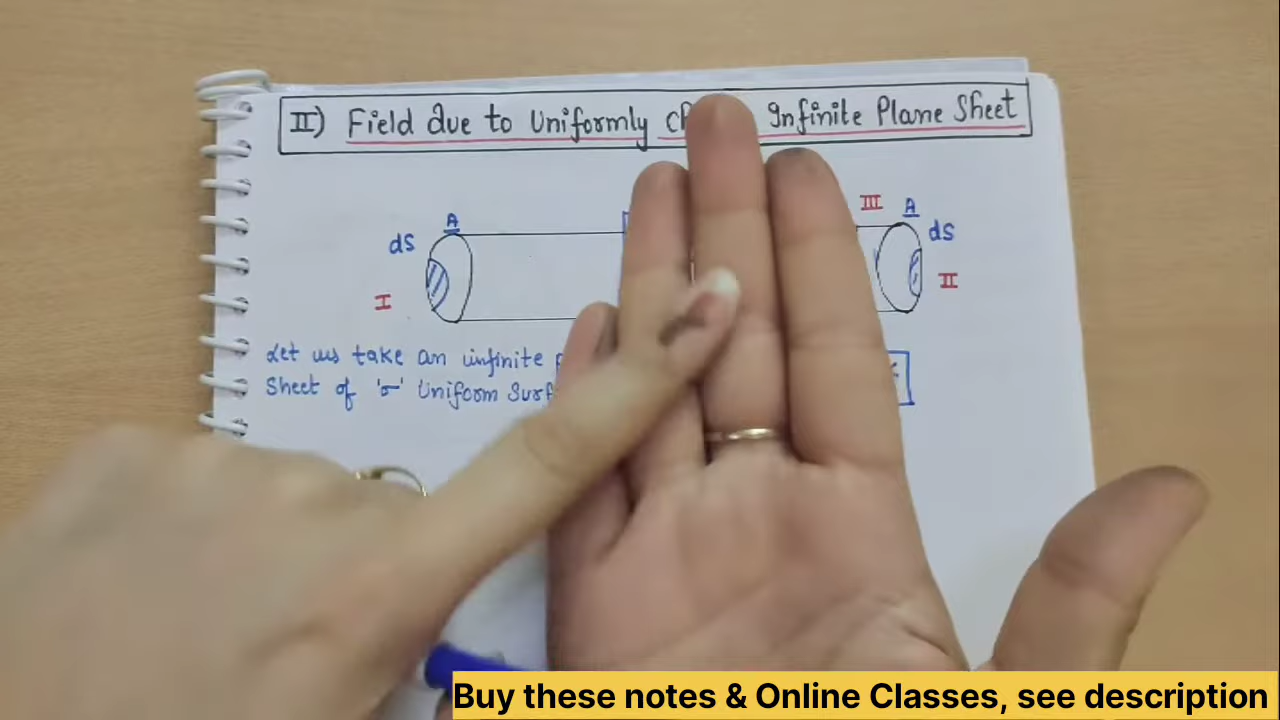 II) Field due to Uniformly Infinite Plane Sheet
A
III
A
ds
ds
I
II
Let us take an infinite
Sheet of 'σ' Uniform
Buy these notes & Online Classes, see description